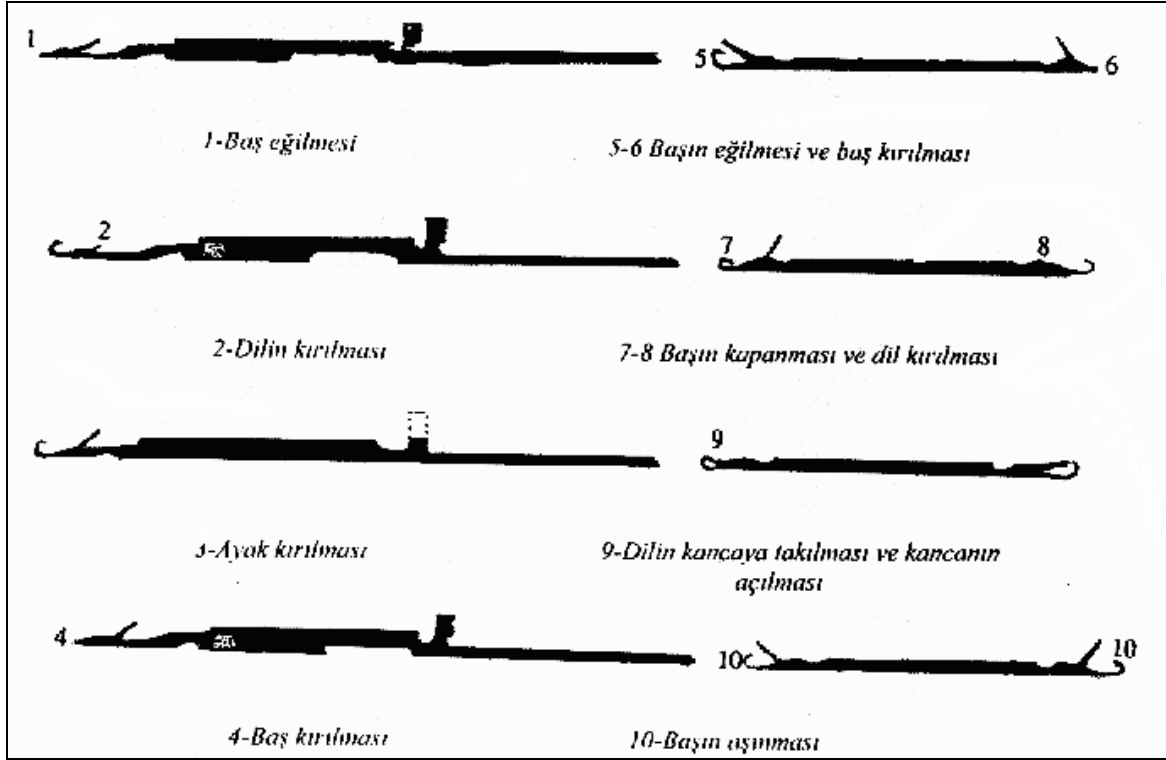 1
1-Baş eğilmesi
5
6
5-6 Başın eğilmesi ve baş kırılması
2
2-Dilin kırılması
7
8
7-8 Başın kapanması ve dil kırılması
3-Ayak kırılması
9
9-Dilin kancaya takılması ve kancanın
açılması
4
4-Baş kırılması
10
10
10-Başın aşınması